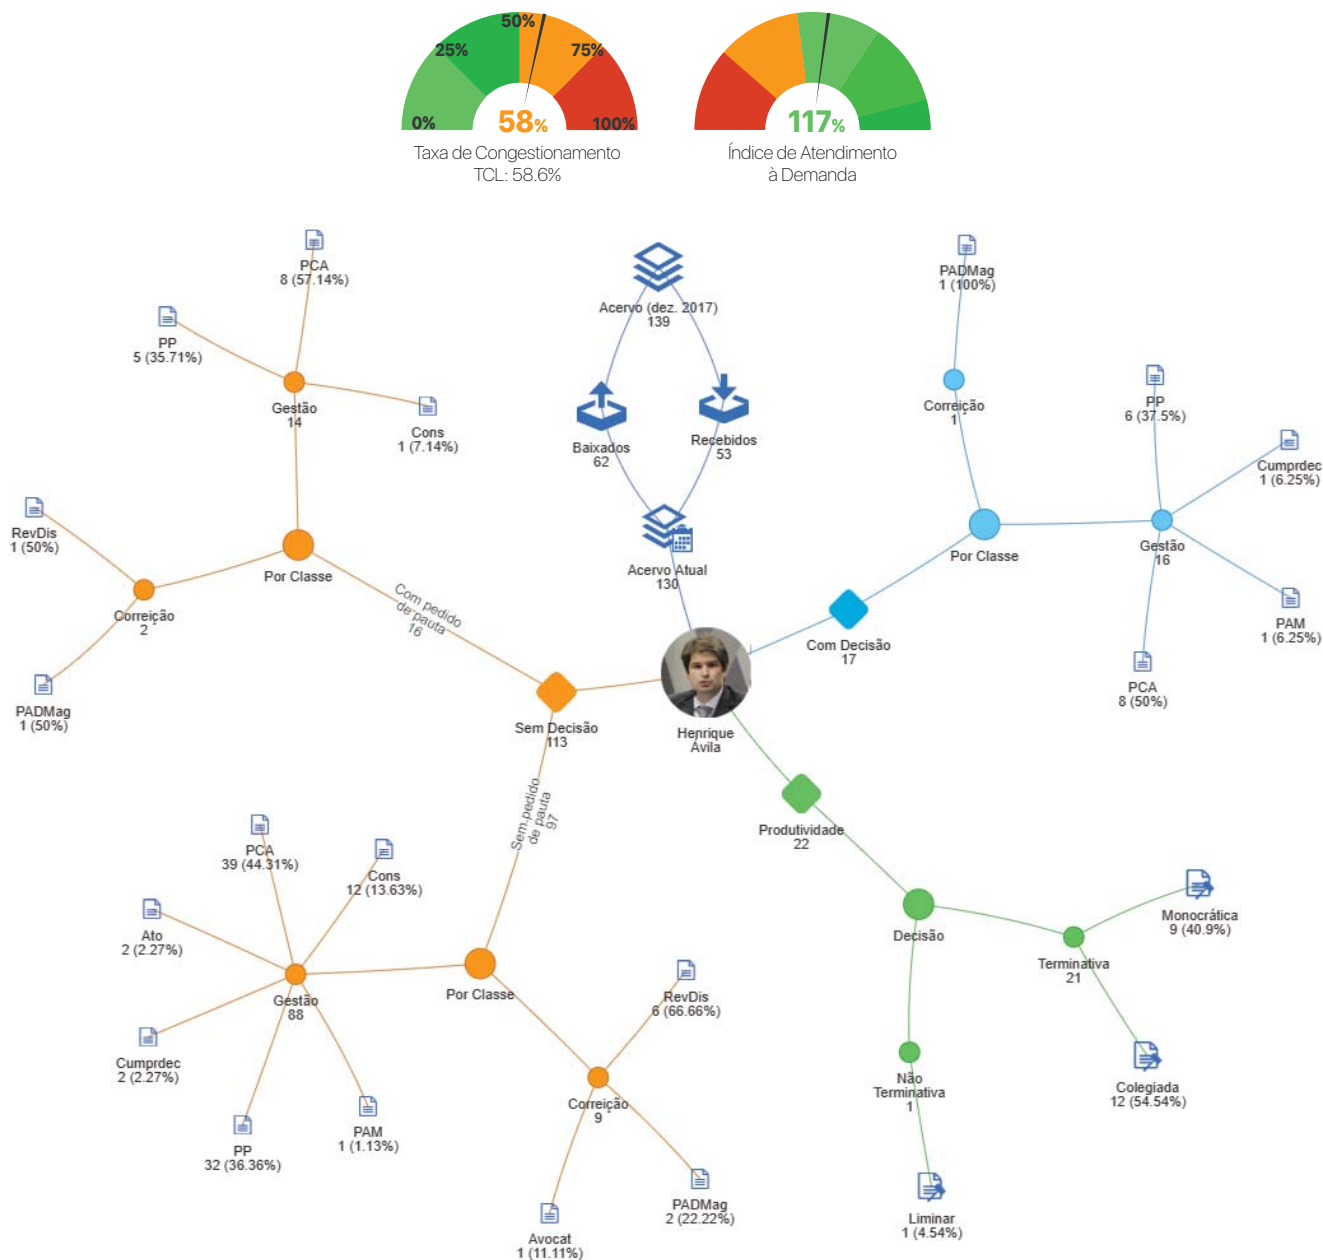 0%
25%
50%
75%
100%
58%
Taxa de Congestionamento
TCL: 58.6%
117%
Índice de Atendimento
à Demanda
PCA
8 (57.14%)
PP
5 (35.71%)
Gestão
14
Cons
1 (7.14%)
RevDis
1 (50%)
Por Classe
Correição
2
PADMag
1 (50%)
Com pedido
de pauta
16
Acervo (dez. 2017)
139
Baixados
62
Recebidos
53
Acervo Atual
130
PADMag
1 (100%)
Correição
1
PP
6 (37.5%)
Cumprdec
1 (6.25%)
Por Classe
Gestão
16
PAM
1 (6.25%)
PCA
8 (50%)
Com Decisão
17
Sem Decisão
113
Henrique
Ávila
Sem pedido
de pauta
97
Produtividade
22
PCA
39 (44.31%)
Cons
12 (13.63%)
Ato
2 (2.27%)
Gestão
88
Por Classe
Cumprdec
2 (2.27%)
PP
32 (36.36%)
PAM
1 (1.13%)
RevDis
6 (66.66%)
Correição
9
PADMag
2 (22.22%)
Avocat
1 (11.11%)
Decisão
Monocrática
9 (40.9%)
Terminativa
21
Colegiada
12 (54.54%)
Não
Terminativa
1
Liminar
1 (4.54%)